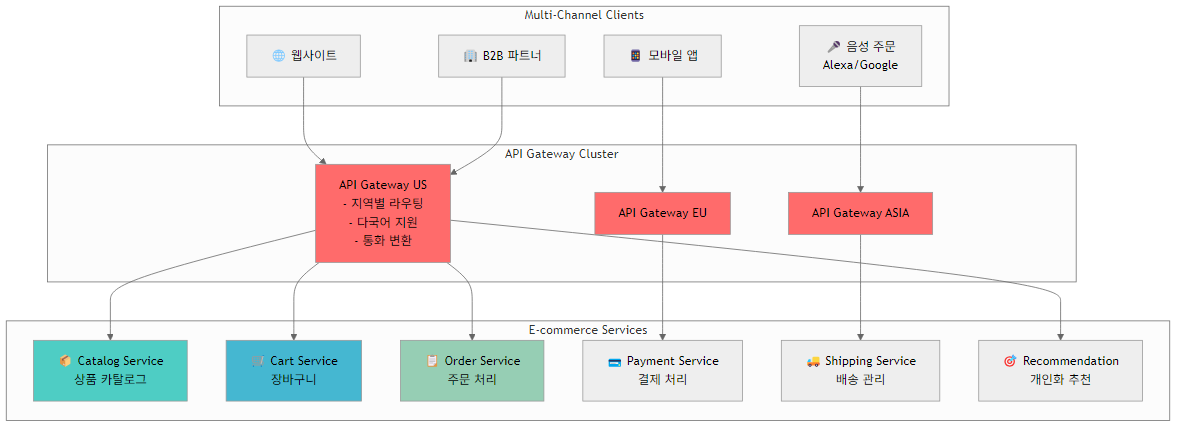 Multi-Channel Clients
🌐 웹사이트
🏢 B2B 파트너
📱 모바일 앱
🎤 음성 주문
Alexa/Google
API Gateway Cluster
API Gateway US
- 지역별 라우팅
- 다국어 지원
- 통화 변환
API Gateway EU
API Gateway ASIA
E-commerce Services
📦 Catalog Service
상품 카탈로그
🛒 Cart Service
장바구니
📋 Order Service
주문 처리
💳 Payment Service
결제 처리
🚚 Shipping Service
배송 관리
🎯 Recommendation
개인화 추천